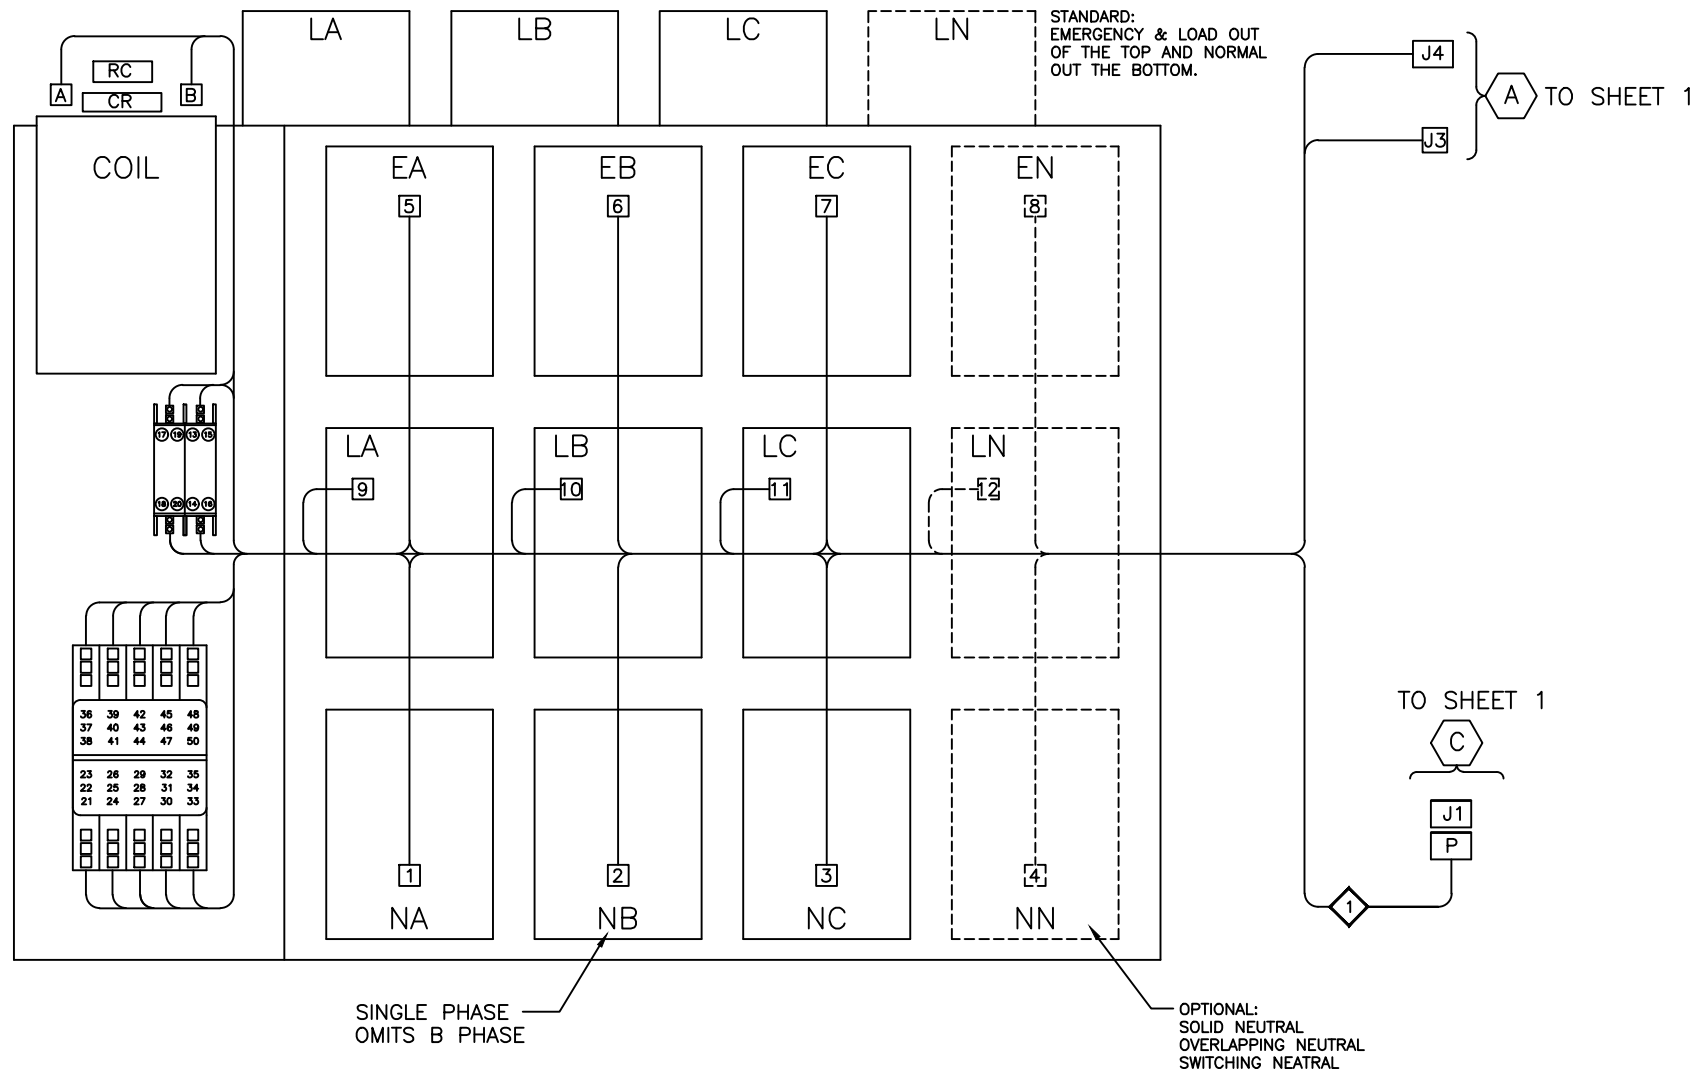 LA LB LC LN
STANDARD:
EMERGENCY & LOAD OUT
OF THE TOP AND NORMAL
OUT THE BOTTOM.
J4
RC
A CR B
A TO SHEET 1
J3
COIL
EA EB EC EN
5 6 7 8
17 19 13 15
LA LB LC LN
9 10 11 12
18 20 14 16
36 39 42 45 48
37 40 43 46 49
38 41 44 47 50
23 26 29 32 35
22 25 28 31 34
21 24 27 30 33
TO SHEET 1
C
J1
P
1 2 3 4
1
NA NB NC NN
SINGLE PHASE
OMITS B PHASE
OPTIONAL:
SOLID NEUTRAL
OVERLAPPING NEUTRAL
SWITCHING NEATRAL